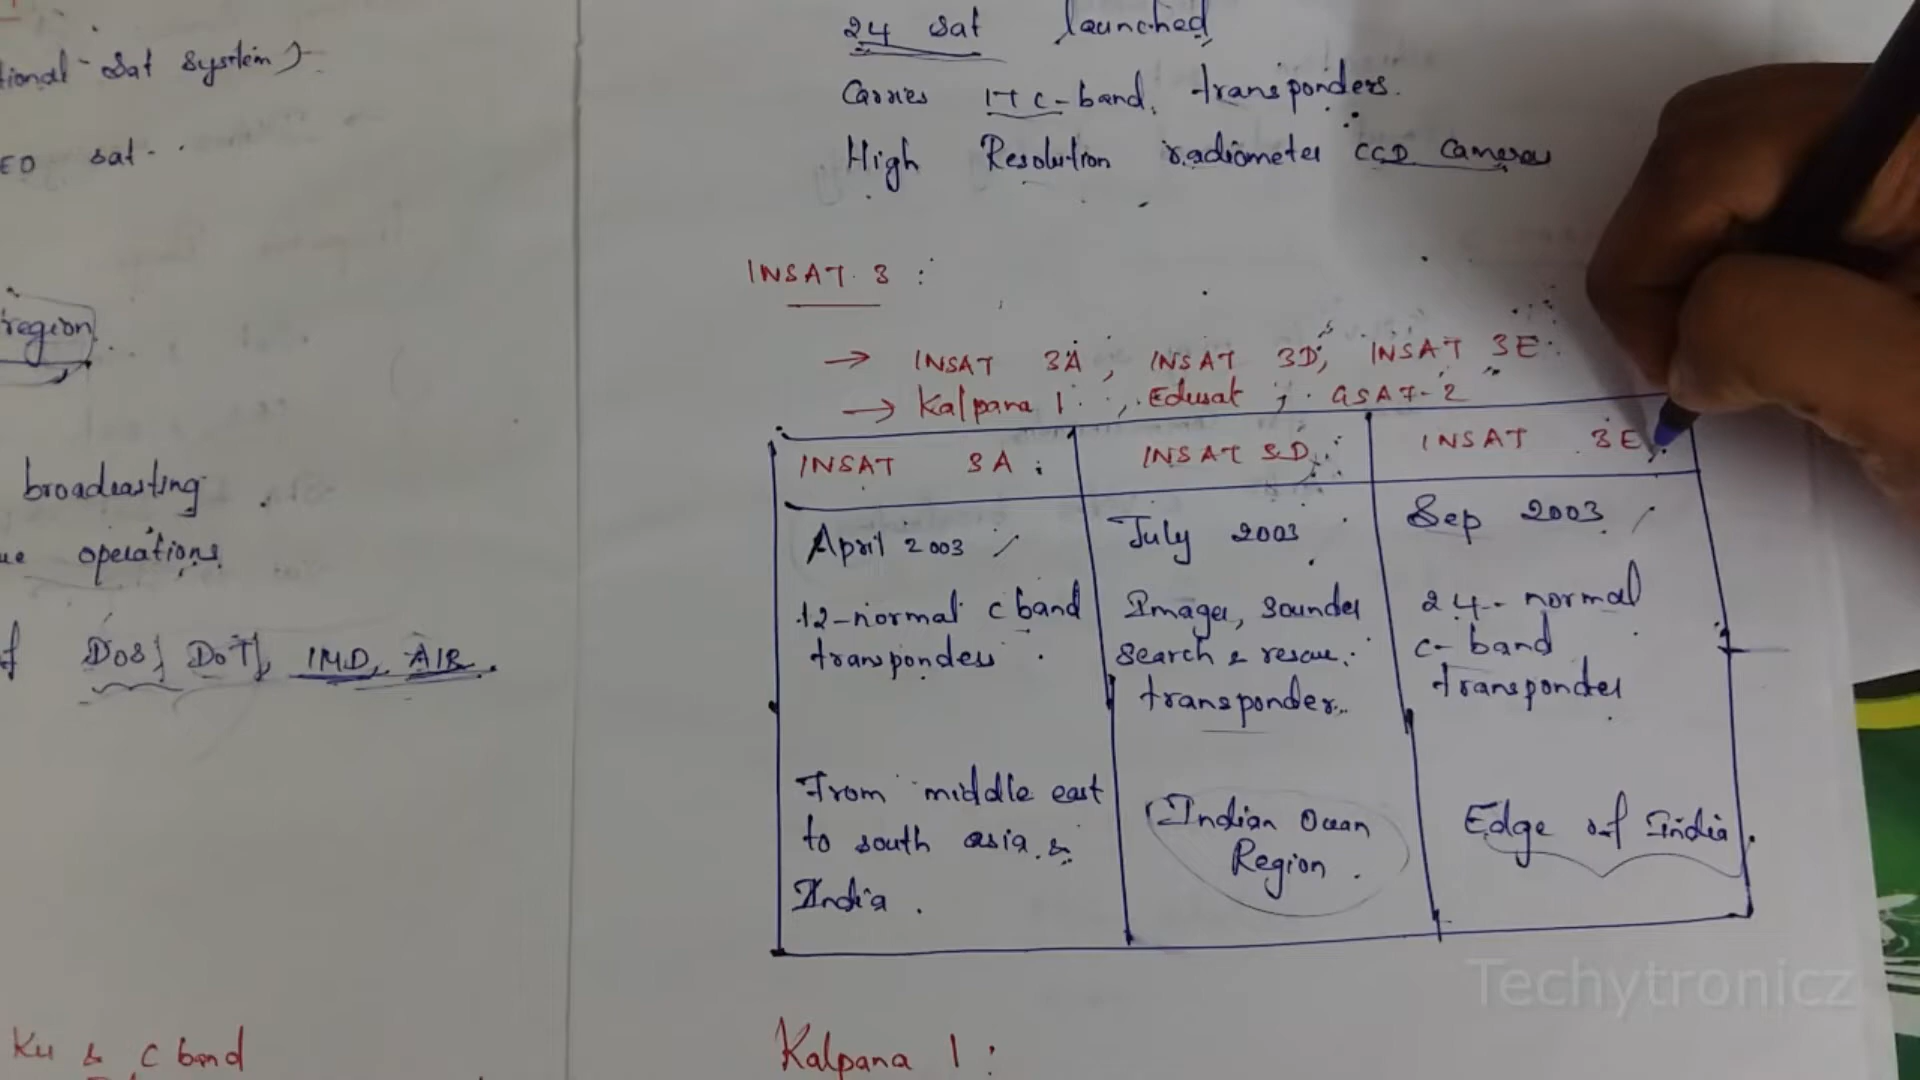 tional Sat System)
EO sat.
region
broadcasting
operations
DOS, DOT, IMD, AIR.
Ku & C band
24 Sat launched
Carries 17 C-band transponders.
High Resolution radiometer CCD Cameras
INSAT 3 :
→ INSAT 3A, INSAT 3D, INSAT 3E
→ Kalpana 1, Edusat, GSAT-2
INSAT 3A : INSAT 3D : INSAT 3E
April 2003 July 2003 Sep 2003
12-normal c band Imager, Sounder 24-normal
transponders Search & rescue c-band
transponder transponder
From middle east Indian Ocean Edge of India
to south asia & Region.
India.
Kalpana 1 :
Techytronicz